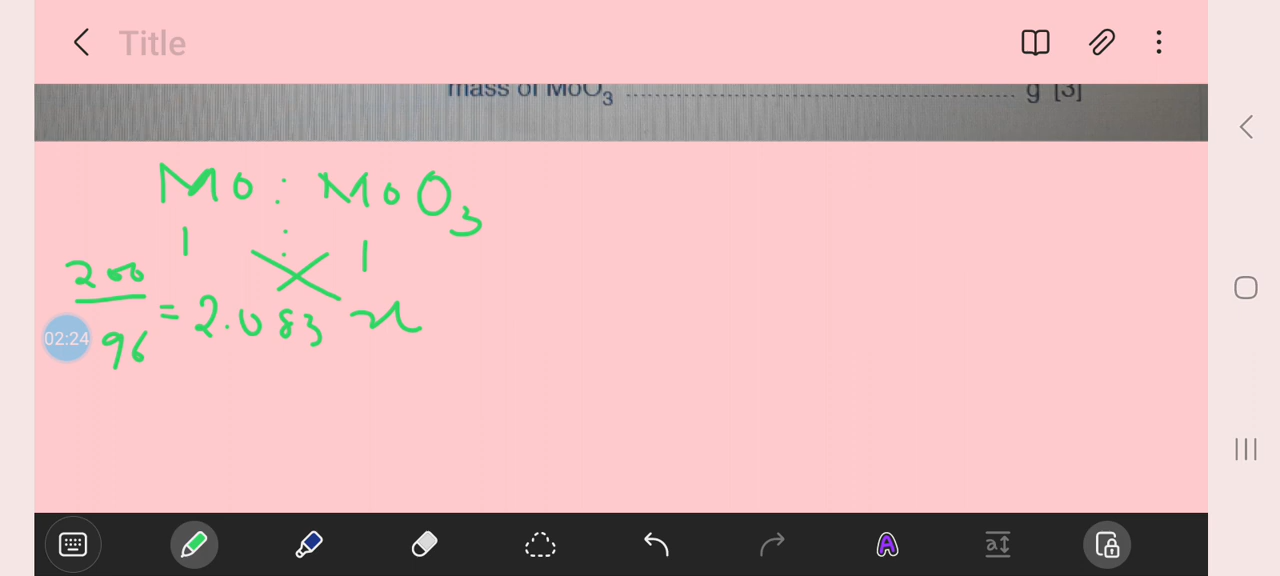 Title
mass of MoO₃ ........................................ g [3]
Mo : MoO₃
1 : 1
200/96 = 2.083 x
02:24